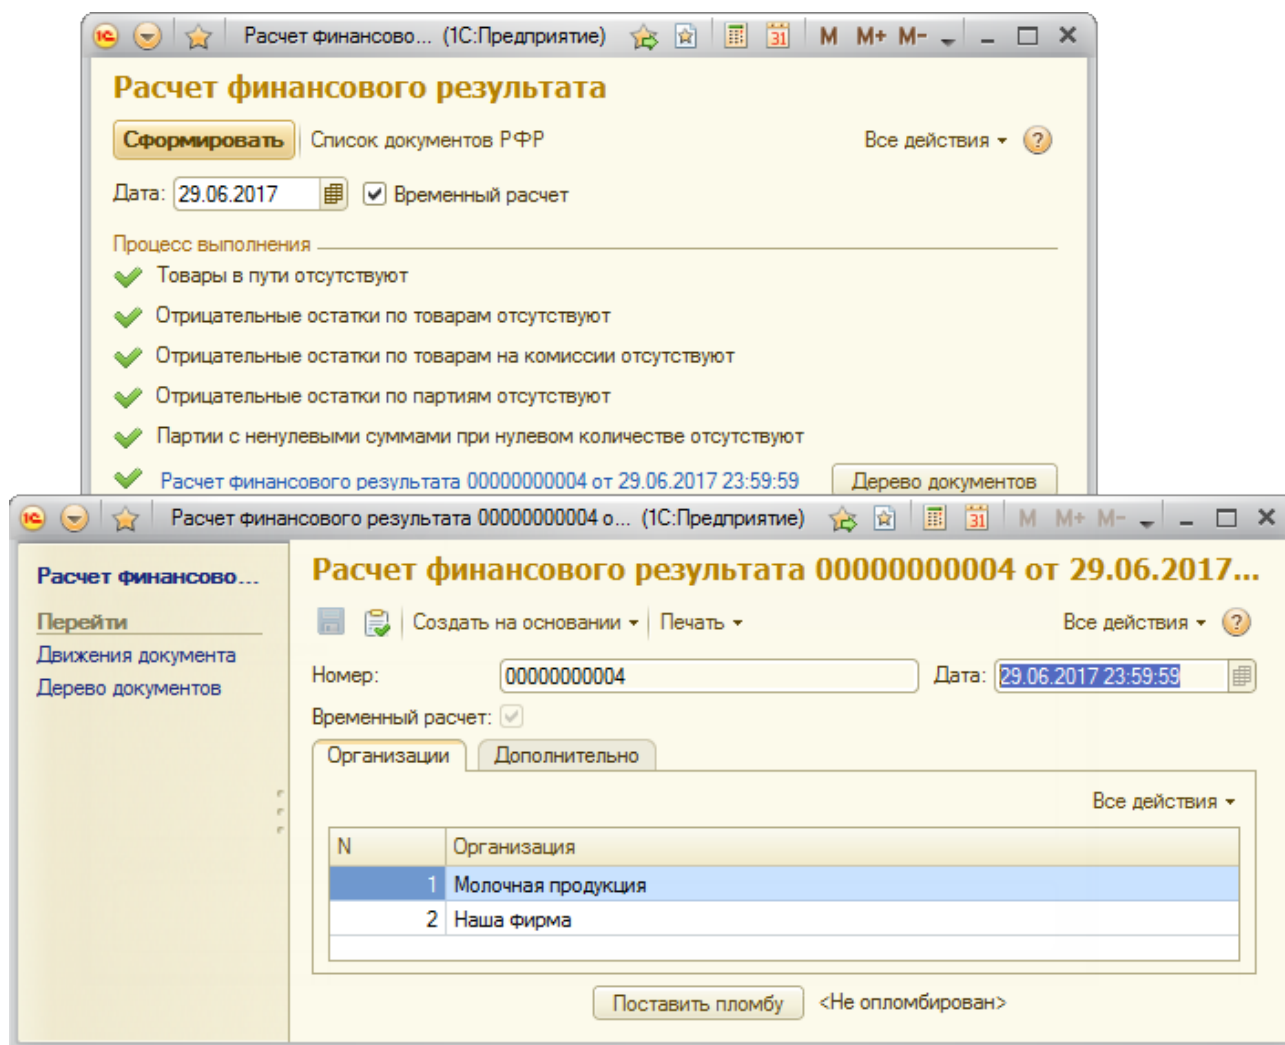 Расчет финансово... (1С:Предприятие) 31 M M+ M-
Расчет финансового результата
Сформировать Список документов РФР Все действия ?
Дата: 29.06.2017 Временный расчет
Процесс выполнения
Товары в пути отсутствуют
Отрицательные остатки по товарам отсутствуют
Отрицательные остатки по товарам на комиссии отсутствуют
Отрицательные остатки по партиям отсутствуют
Партии с ненулевыми суммами при нулевом количестве отсутствуют
Расчет финансового результата 00000000004 от 29.06.2017 23:59:59 Дерево документов
Расчет финансового результата 00000000004 о... (1С:Предприятие) 31 M M+ M-
Расчет финансово...
Перейти
Движения документа
Дерево документов
Расчет финансового результата 00000000004 от 29.06.2017...
Создать на основании Печать Все действия ?
Номер: 00000000004 Дата: 29.06.2017 23:59:59
Временный расчет:
Организации Дополнительно
Все действия
N Организация
1 Молочная продукция
2 Наша фирма
Поставить пломбу <Не опломбирован>